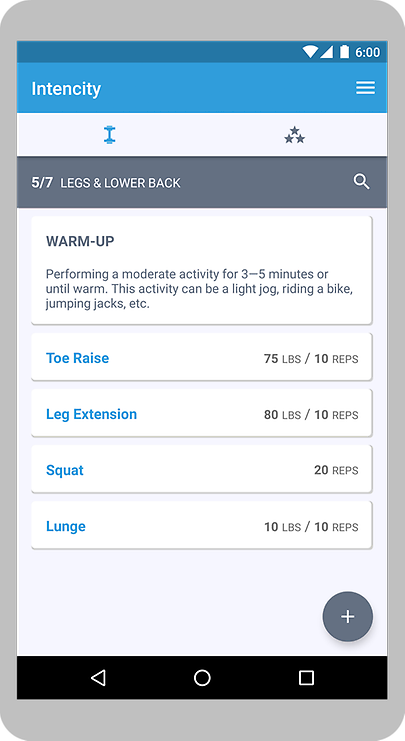 6:00
Intencity
5/7 LEGS & LOWER BACK
WARM-UP
Performing a moderate activity for 3—5 minutes or
until warm. This activity can be a light jog, riding a bike,
jumping jacks, etc.
Toe Raise 75 LBS / 10 REPS
Leg Extension 80 LBS / 10 REPS
Squat 20 REPS
Lunge 10 LBS / 10 REPS